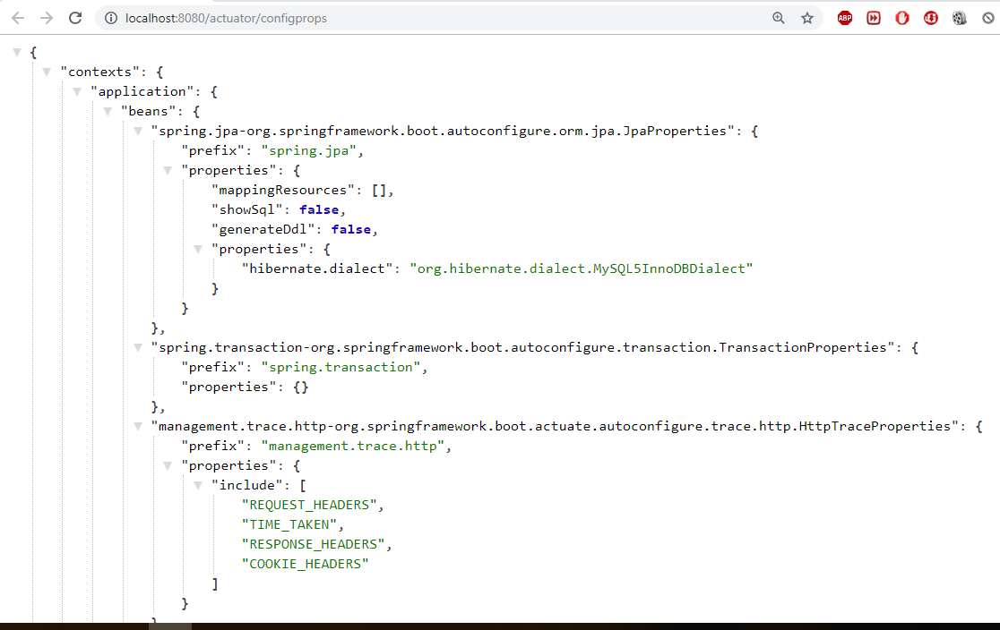 localhost:8080/actuator/configprops
ABP
{
"contexts": {
"application": {
"beans": {
"spring.jpa-org.springframework.boot.autoconfigure.orm.jpa.JpaProperties": {
"prefix": "spring.jpa",
"properties": {
"mappingResources": [],
"showSql": false,
"generateDdl": false,
"properties": {
"hibernate.dialect": "org.hibernate.dialect.MySQL5InnoDBDialect"
}
}
},
"spring.transaction-org.springframework.boot.autoconfigure.transaction.TransactionProperties": {
"prefix": "spring.transaction",
"properties": {}
},
"management.trace.http-org.springframework.boot.actuate.autoconfigure.trace.http.HttpTraceProperties": {
"prefix": "management.trace.http",
"properties": {
"include": [
"REQUEST_HEADERS",
"TIME_TAKEN",
"RESPONSE_HEADERS",
"COOKIE_HEADERS"
]
}